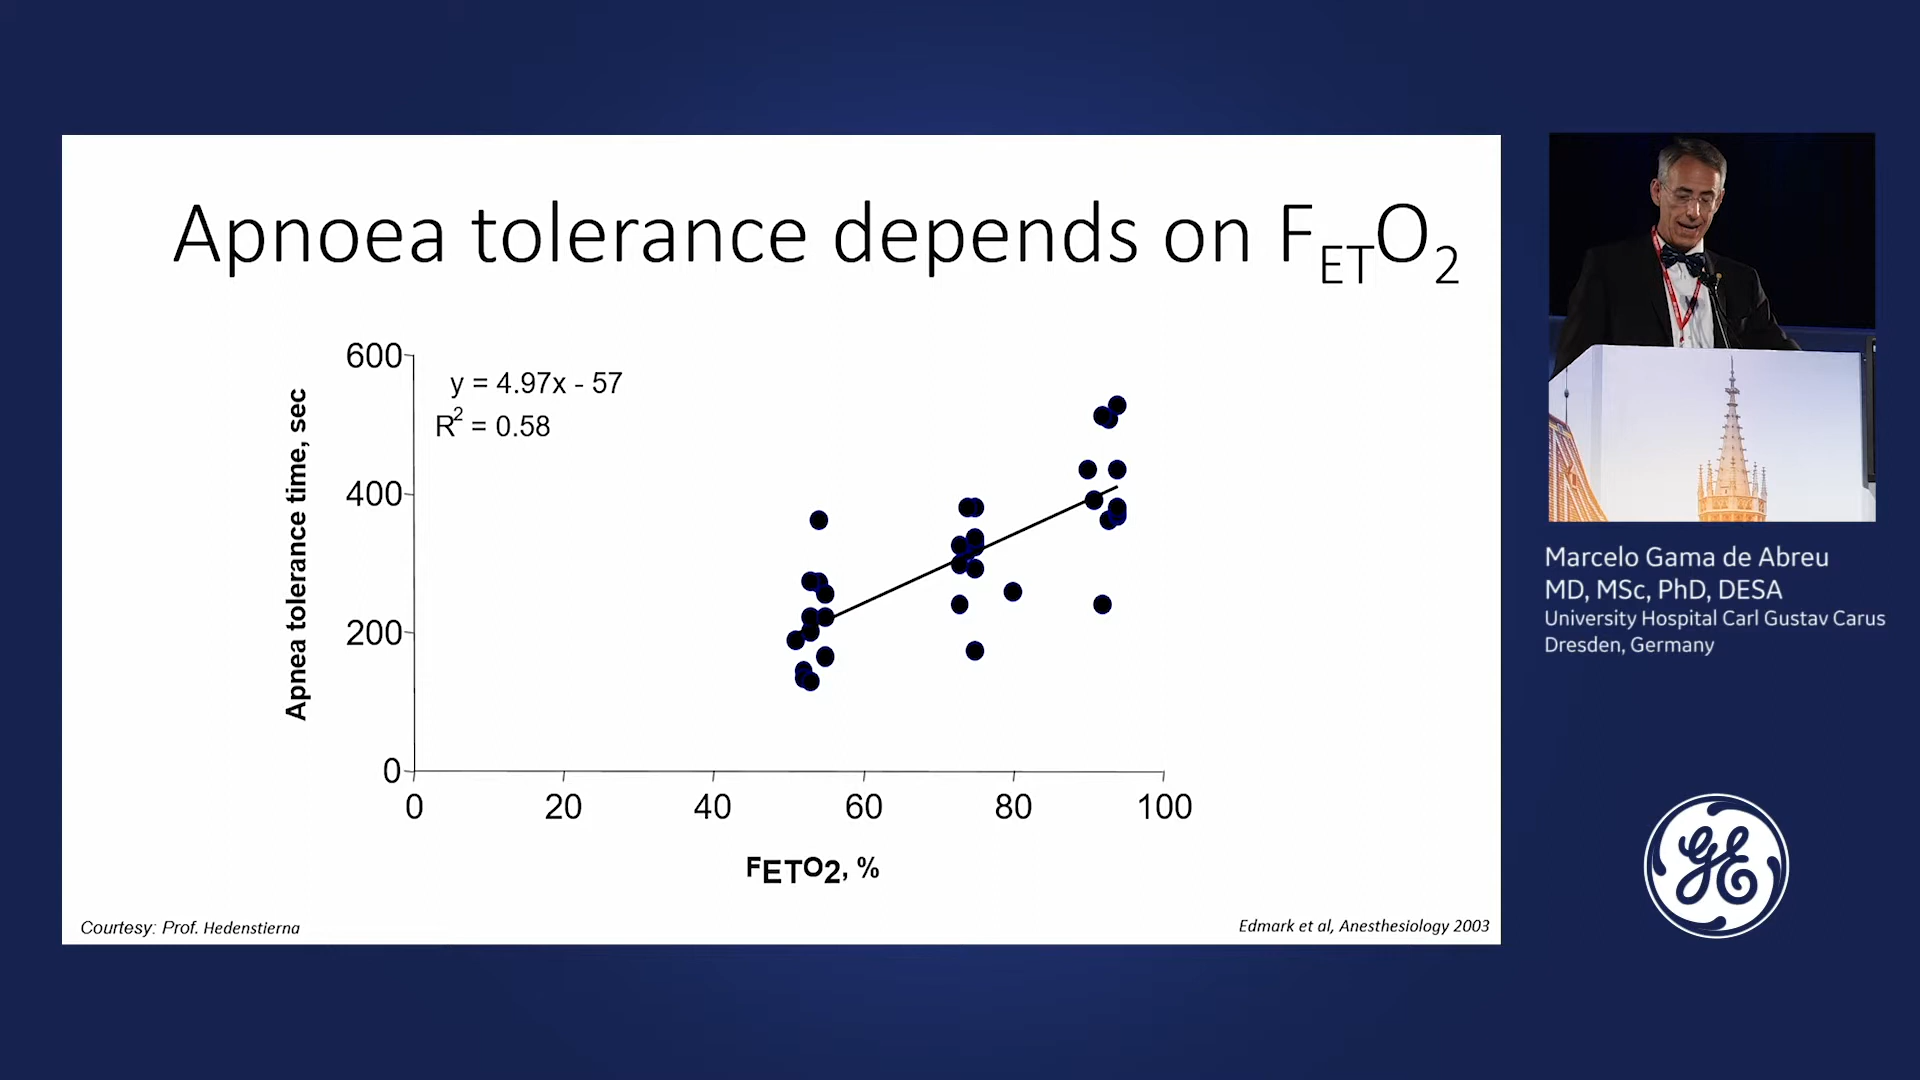 Apnoea tolerance depends on FETO2
Apnea tolerance time, sec
600
400
200
0
y = 4.97x - 57
R2 = 0.58
0 20 40 60 80 100
FETO2, %
Courtesy: Prof. Hedenstierna
Edmark et al, Anesthesiology 2003
Marcelo Gama de Abreu
MD, MSc, PhD, DESA
University Hospital Carl Gustav Carus
Dresden, Germany
GE